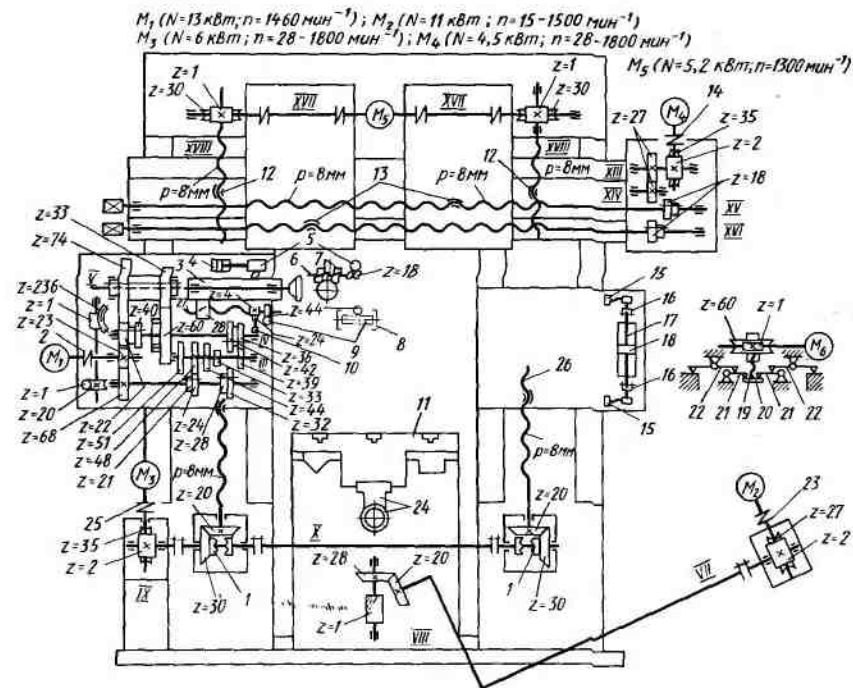 M₁ (N=13 кВт; n=1460 мин⁻¹) ; M₂ (N=11 кВт ; n=15-1500 мин⁻¹)
M₃ (N=6 кВт; n=28-1800 мин⁻¹) ; M₄ (N=4,5 кВт; n=28-1800 мин⁻¹)
M₅ (N=5,2 кВт; n=1300 мин⁻¹)
z=1
z=30
XVII
M₅
XVII
z=1
z=30
14
M₄
z=27
z=35
z=2
XVIII
XVIII
p=8мм
12
p=8мм
13
p=8мм
12
p=8мм
XIII
XIV
z=18
XV
XVI
z=33
z=74
4
5
3
6
7
z=18
V
z=236
z=1
z=23
2
z=40
z=4
VI
z=60
28
z=44
z=24
IV
III
9
8
10
M₁
z=36
z=42
z=39
z=33
z=44
z=32
z=1
z=20
z=68
z=22
z=51
z=48
z=21
z=24
z=28
II
15
16
17
18
16
15
z=60
z=1
M₆
22
21
19
20
21
22
26
11
M₃
25
p=8мм
z=20
24
p=8мм
z=20
M₂
23
z=27
z=2
z=35
z=2
IX
z=30
1
X
z=28
z=20
z=1
VIII
1
z=30
VII